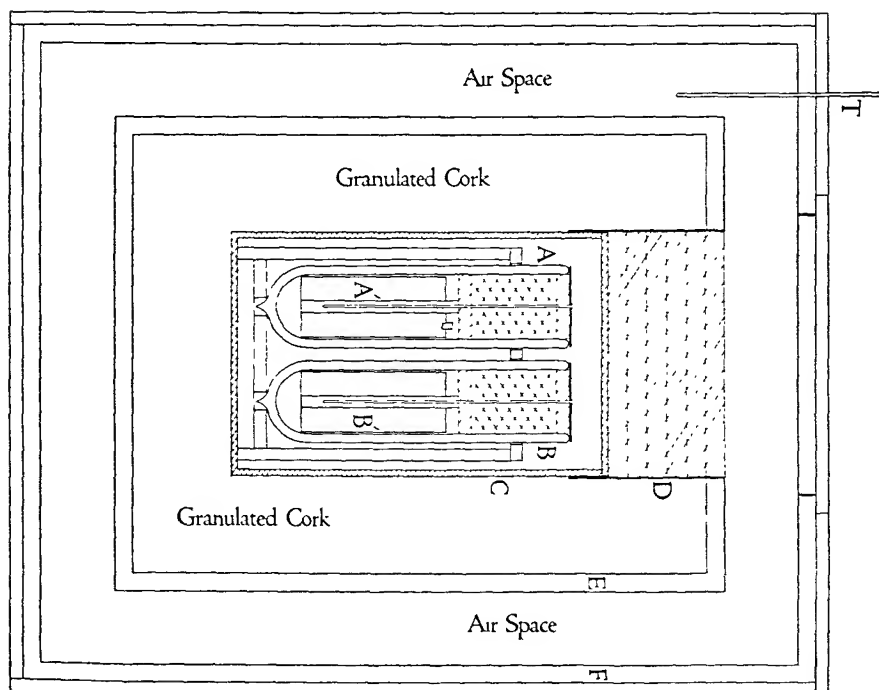 Air Space
T
Granulated Cork
A
A′
B′
B
C
D
Granulated Cork
E
Air Space
F